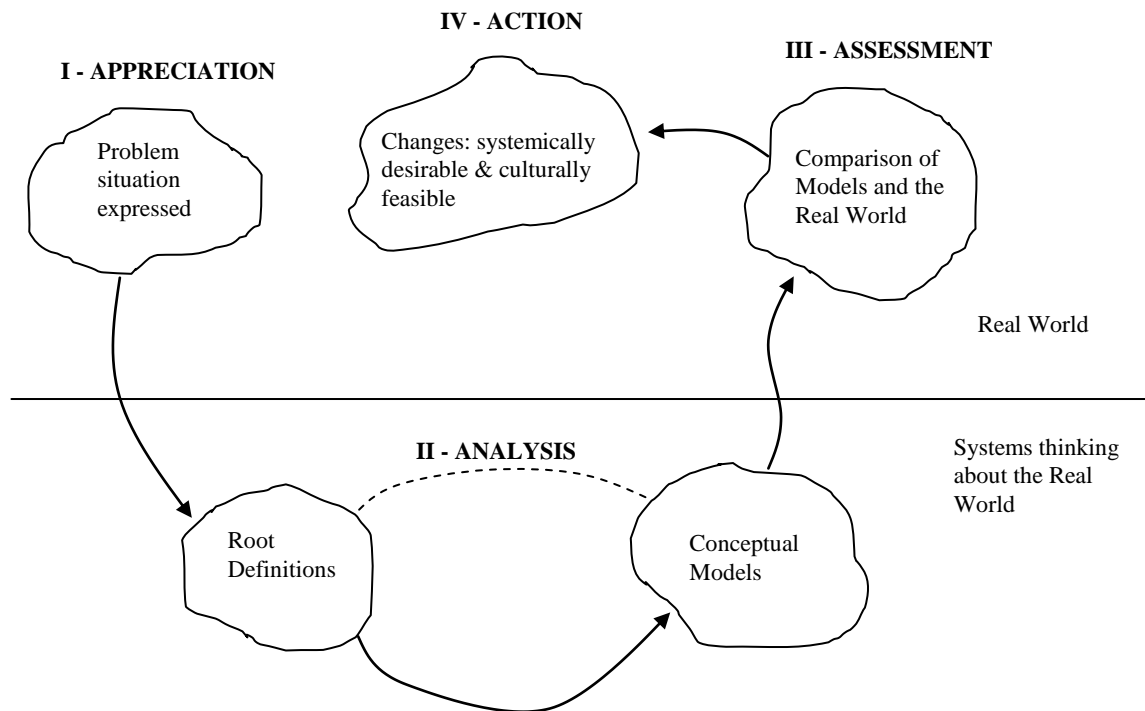 IV - ACTION
III - ASSESSMENT
I - APPRECIATION
Problem
situation
expressed
Changes: systemically
desirable & culturally
feasible
Comparison of
Models and the
Real World
Real World
II - ANALYSIS
Systems thinking
about the Real
World
Root
Definitions
Conceptual
Models